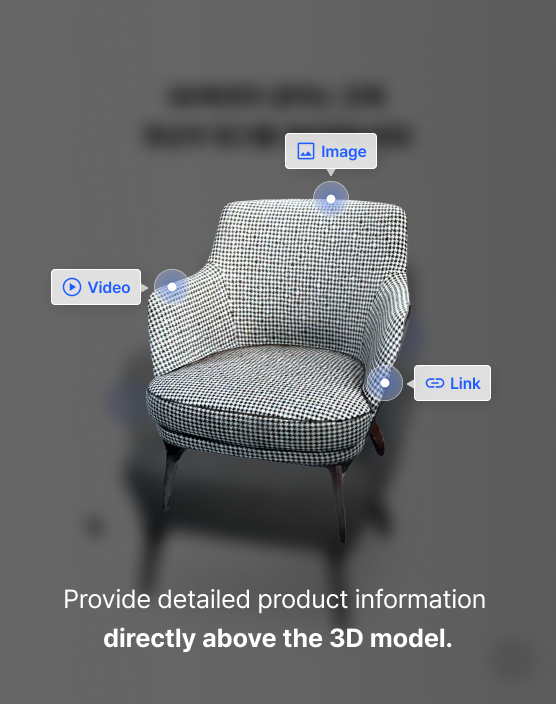 Image
Video
Link
Provide detailed product information
directly above the 3D model.